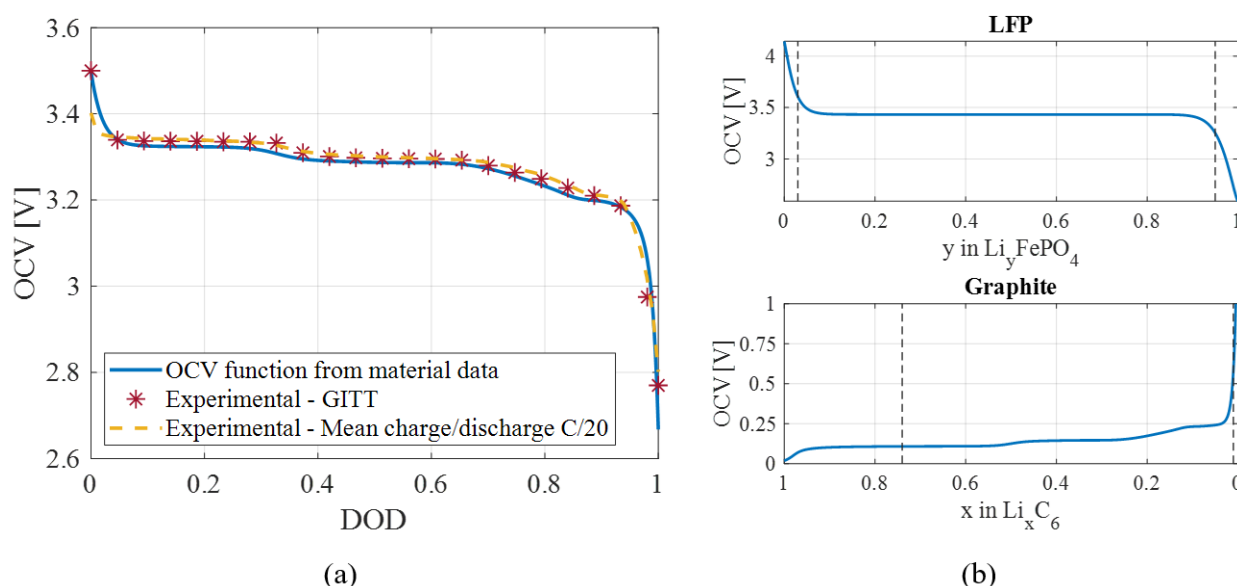 3.6
3.4
3.2
3
2.8
2.6
OCV [V]
OCV function from material data
Experimental - GITT
Experimental - Mean charge/discharge C/20
0 0.2 0.4 0.6 0.8 1
DOD
(a)
LFP
4
3.5
3
OCV [V]
0 0.2 0.4 0.6 0.8 1
y in Li_yFePO_4
Graphite
1
0.75
0.5
0.25
0
OCV [V]
1 0.8 0.6 0.4 0.2 0
x in Li_xC_6
(b)